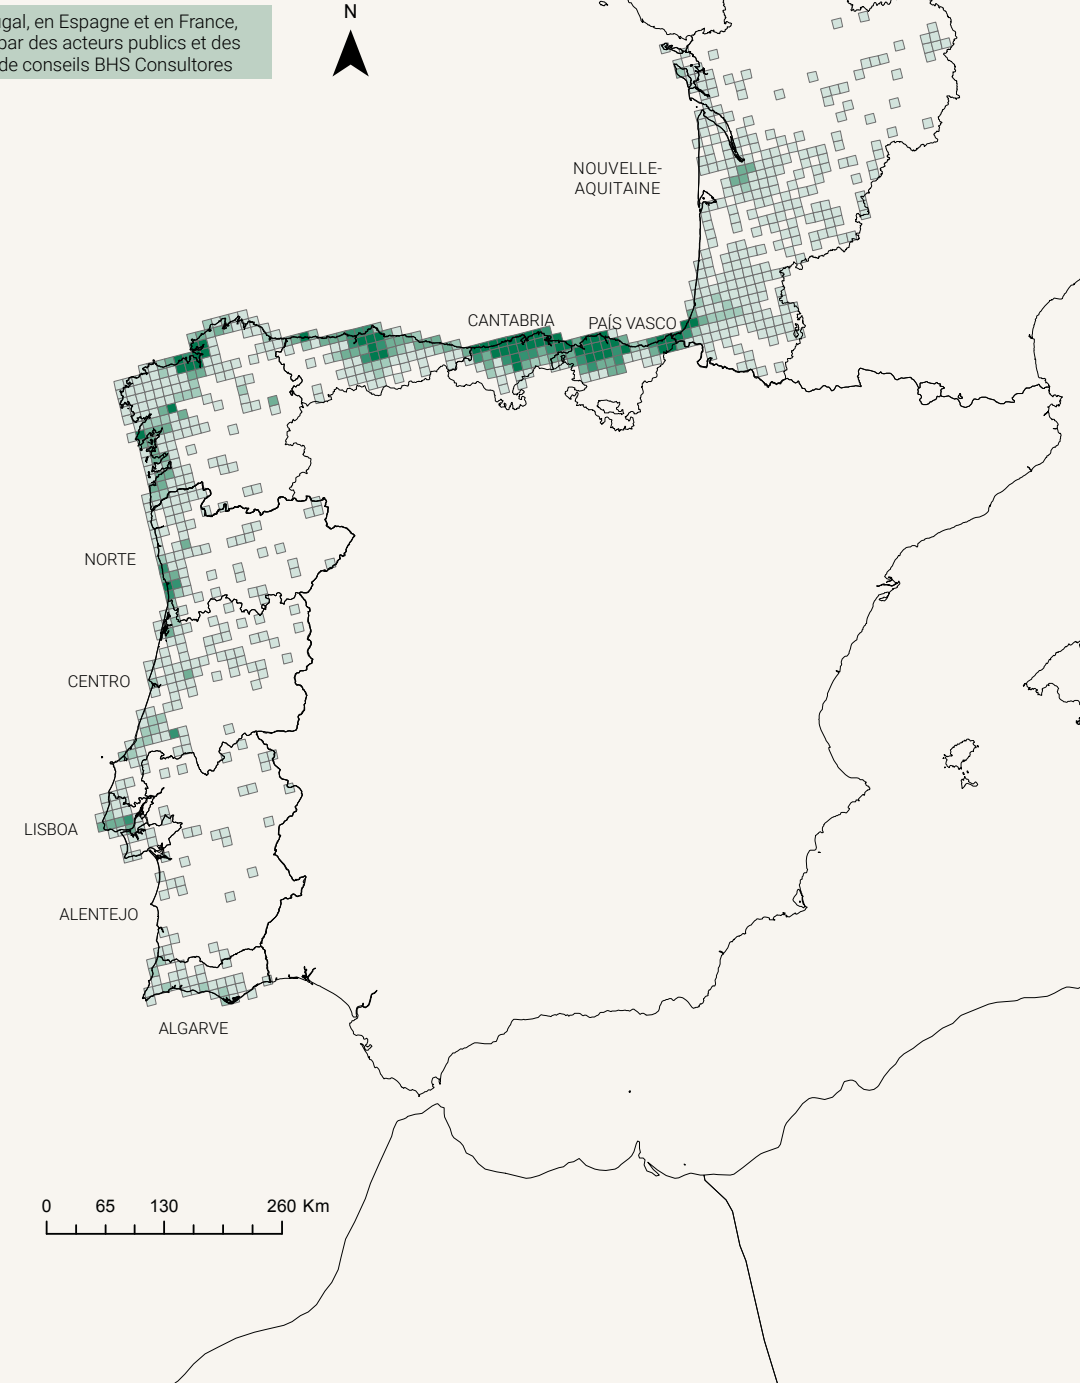 ugal, en Espagne et en France,
par des acteurs publics et des
de conseils BHS Consultores
N
NOUVELLE-
AQUITAINE
CANTABRIA
PAÍS VASCO
NORTE
CENTRO
LISBOA
ALENTEJO
ALGARVE
0 65 130 260 Km